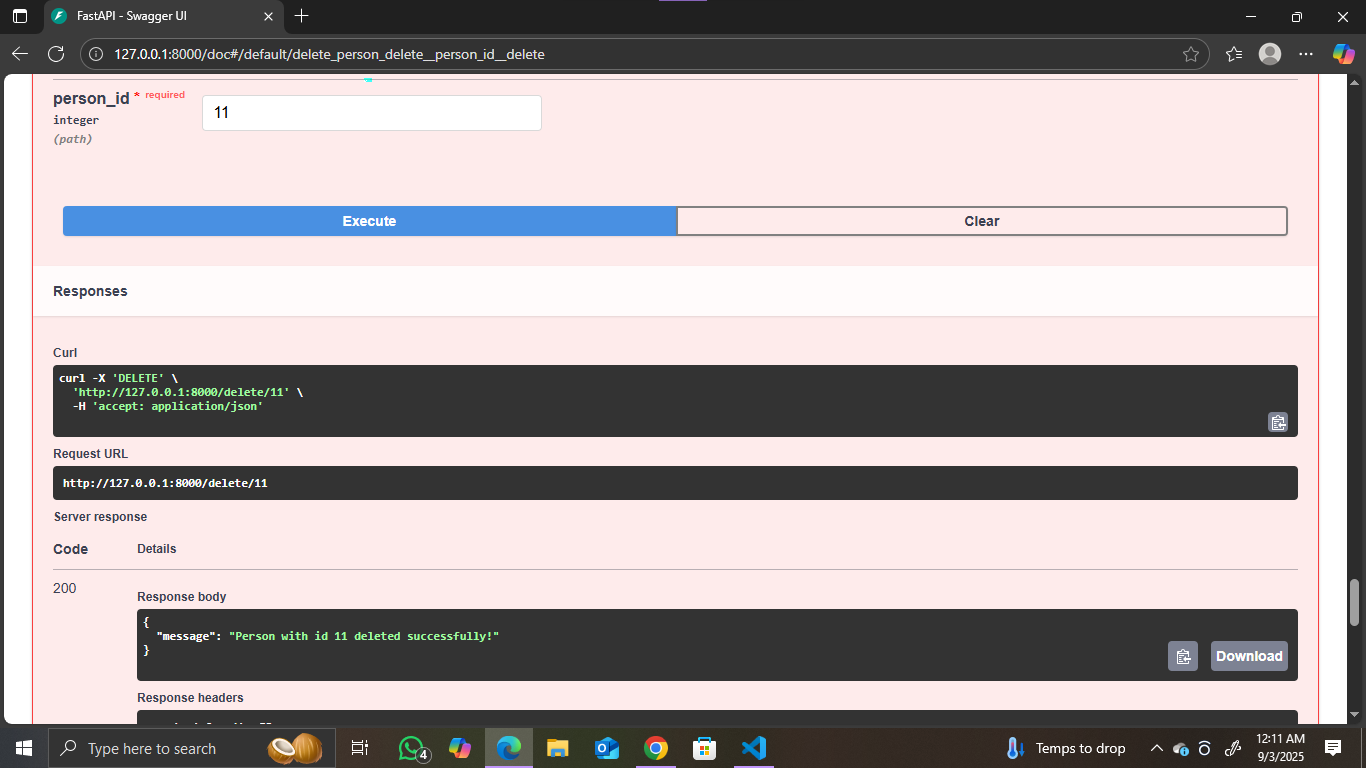 FastAPI - Swagger UI
127.0.0.1:8000/doc#/default/delete_person_delete__person_id__delete
person_id * required
11
integer
(path)
Execute
Clear
Responses
Curl
curl -X 'DELETE' \
'http://127.0.0.1:8000/delete/11' \
-H 'accept: application/json'
Request URL
http://127.0.0.1:8000/delete/11
Server response
Code
Details
200
Response body
{
"message": "Person with id 11 deleted successfully!"
}
Download
Response headers
Type here to search
4
Temps to drop
12:11 AM
9/3/2025